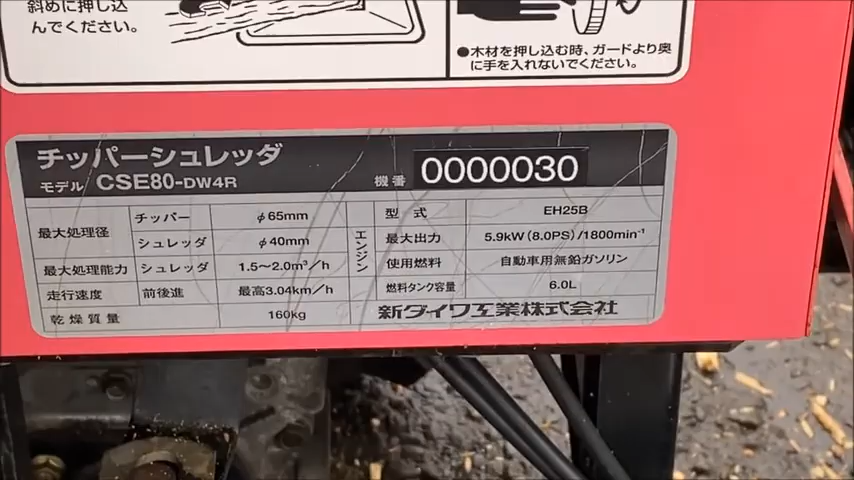 斜めに押し込
んでください。
●木材を押し込む時、ガードより奥
に手を入れないでください。
チッパーシュレッダ
モデル CSE80-DW4R
機番 0000030
最大処理径 チッパー φ65mm
シュレッダ φ40mm
最大処理能力 シュレッダ 1.5～2.0m³/h
走行速度 前後進 最高3.04km/h
乾燥質量 160kg
エンジン
型式 EH25B
最大出力 5.9kW(8.0PS)/1800min⁻¹
使用燃料 自動車用無鉛ガソリン
燃料タンク容量 6.0L
新ダイワ工業株式会社